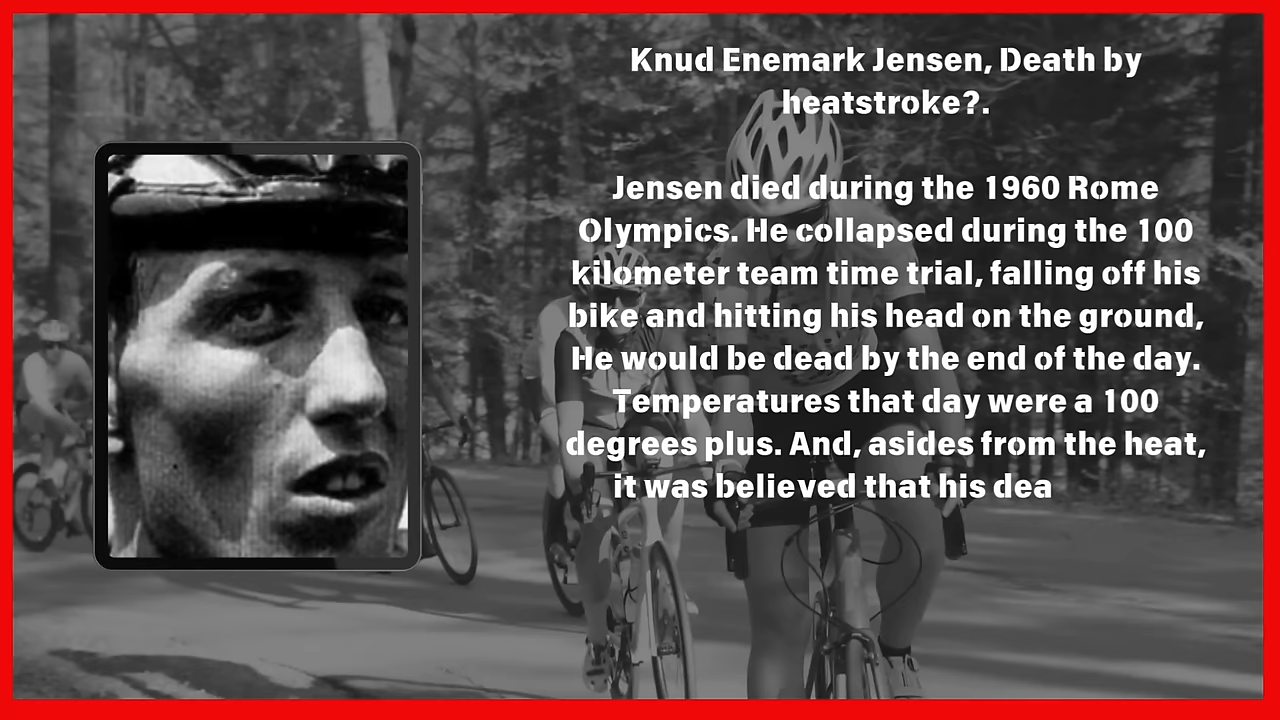 Knud Enemark Jensen, Death by
heatstroke?.
Jensen died during the 1960 Rome
Olympics. He collapsed during the 100
kilometer team time trial, falling off his
bike and hitting his head on the ground,
He would be dead by the end of the day.
Temperatures that day were a 100
degrees plus. And, asides from the heat,
it was believed that his dea